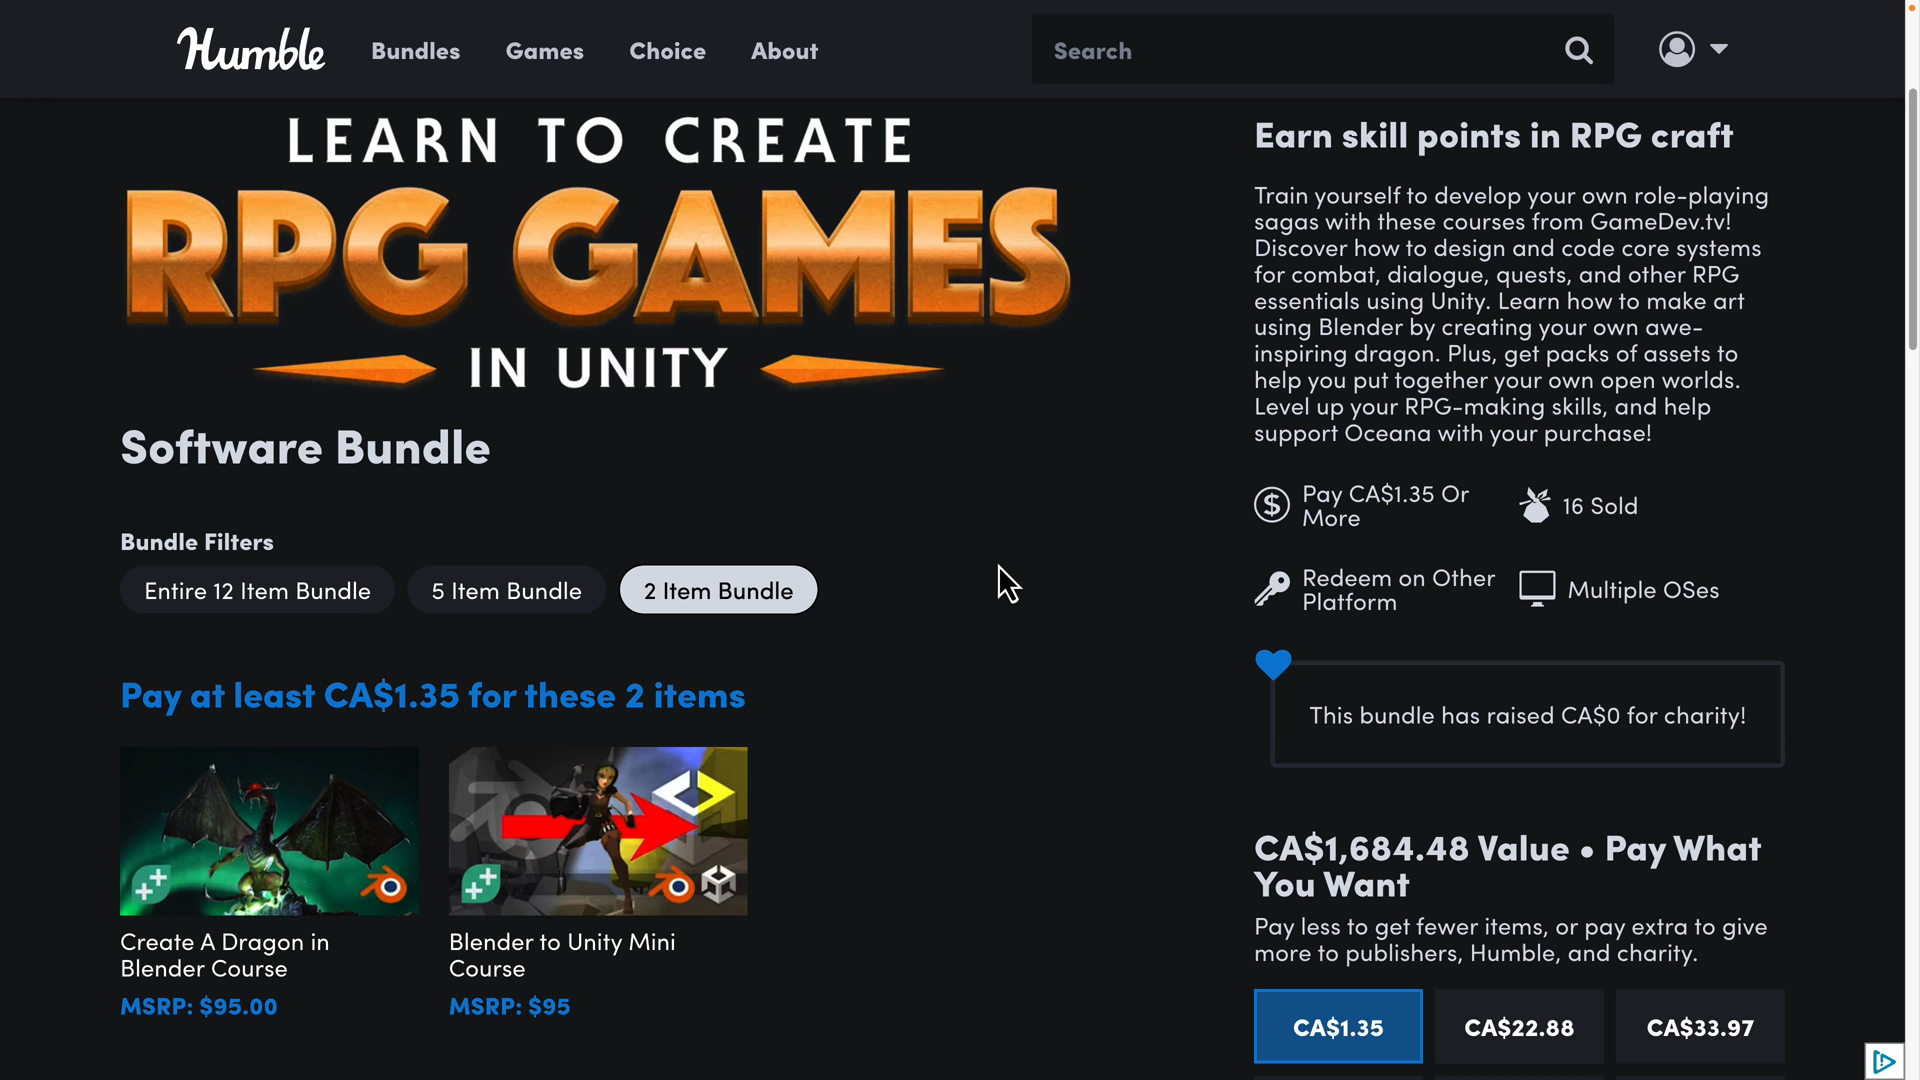 Humble
Bundles
Games
Choice
About
Search
LEARN TO CREATE
RPG GAMES
IN UNITY
Software Bundle
Bundle Filters
Entire 12 Item Bundle
5 Item Bundle
2 Item Bundle
Pay at least CA$1.35 for these 2 items
Create A Dragon in
Blender Course
MSRP: $95.00
Blender to Unity Mini
Course
MSRP: $95
Earn skill points in RPG craft
Train yourself to develop your own role-playing
sagas with these courses from GameDev.tv!
Discover how to design and code core systems
for combat, dialogue, quests, and other RPG
essentials using Unity. Learn how to make art
using Blender by creating your own awe-
inspiring dragon. Plus, get packs of assets to
help you put together your own open worlds.
Level up your RPG-making skills, and help
support Oceana with your purchase!
Pay CA$1.35 Or
More
16 Sold
Redeem on Other
Platform
Multiple OSes
This bundle has raised CA$0 for charity!
CA$1,684.48 Value • Pay What
You Want
Pay less to get fewer items, or pay extra to give
more to publishers, Humble, and charity.
CA$1.35
CA$22.88
CA$33.97